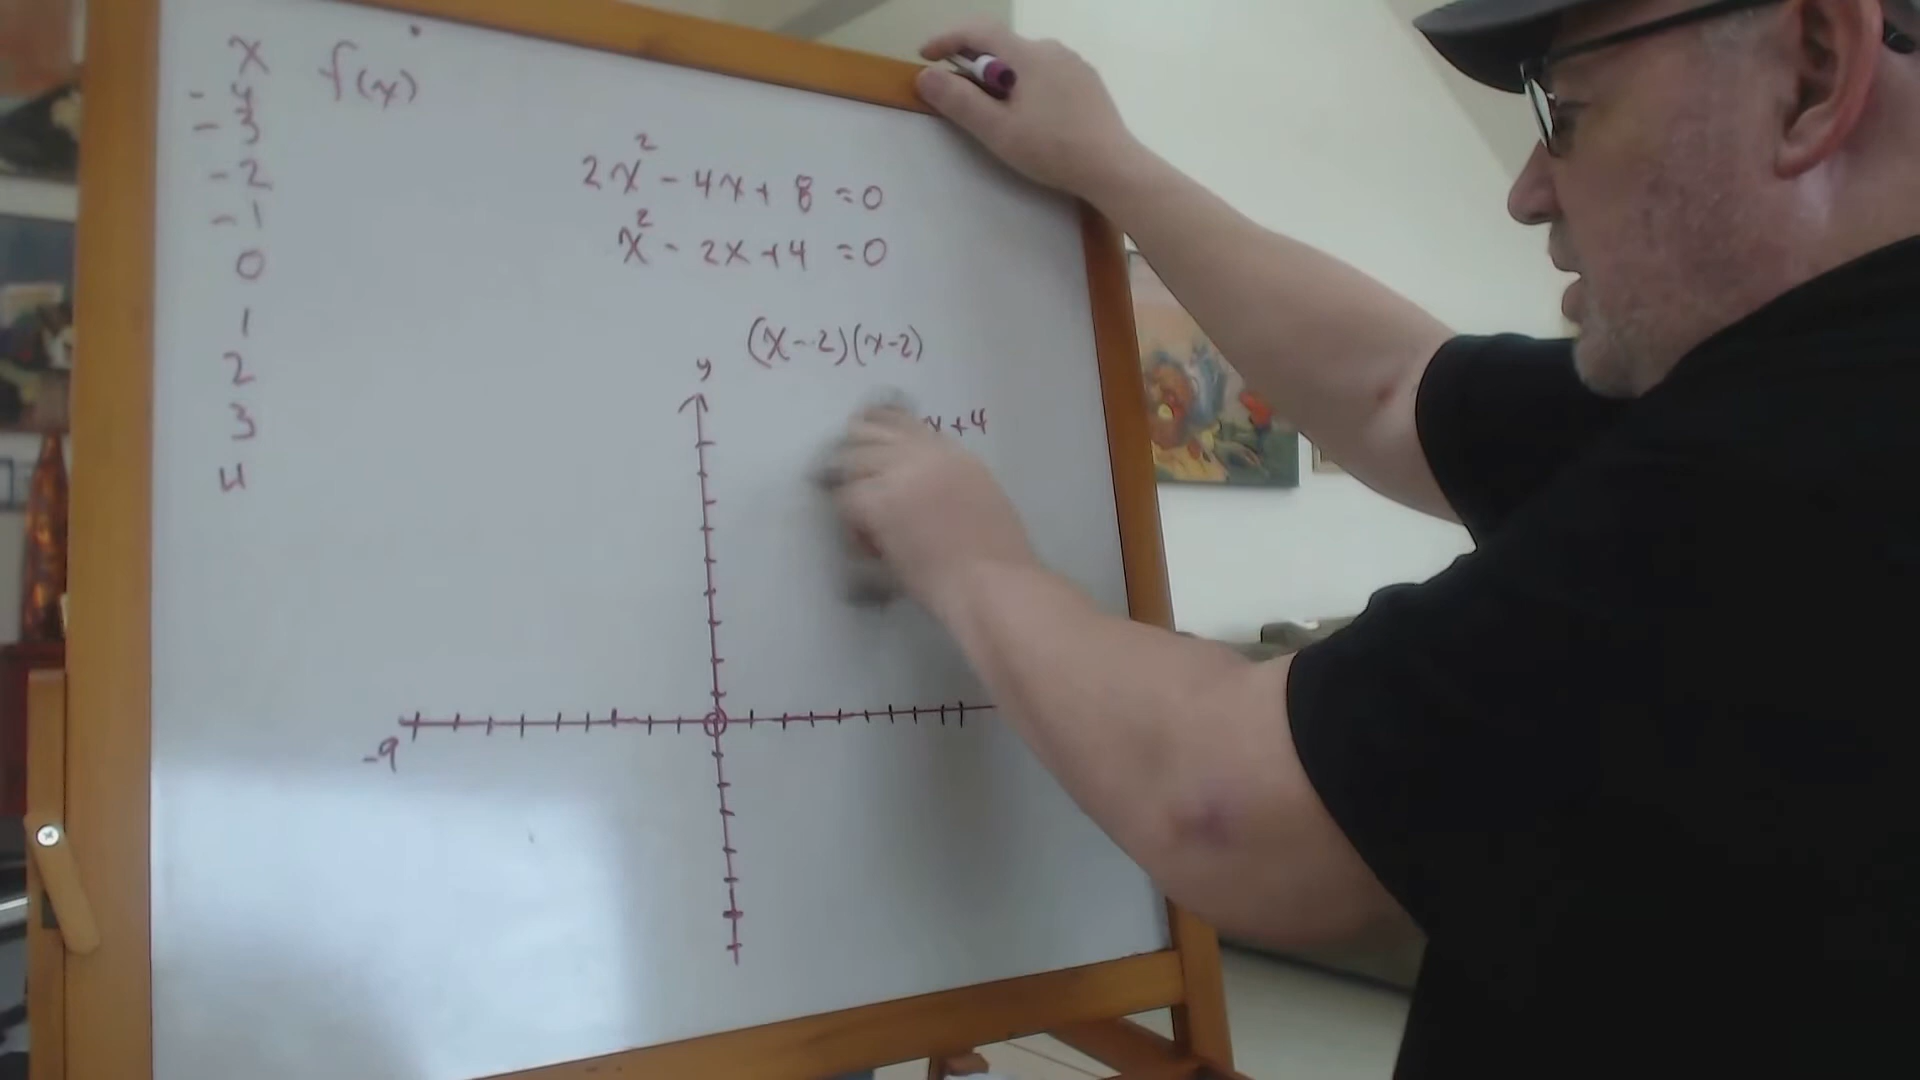 x f(x)
-4
-3
-2
-1
0
1
2
3
4
2x² - 4x + 8 = 0
x² - 2x + 4 = 0
(x-2)(x-2)
x+4
y
-9